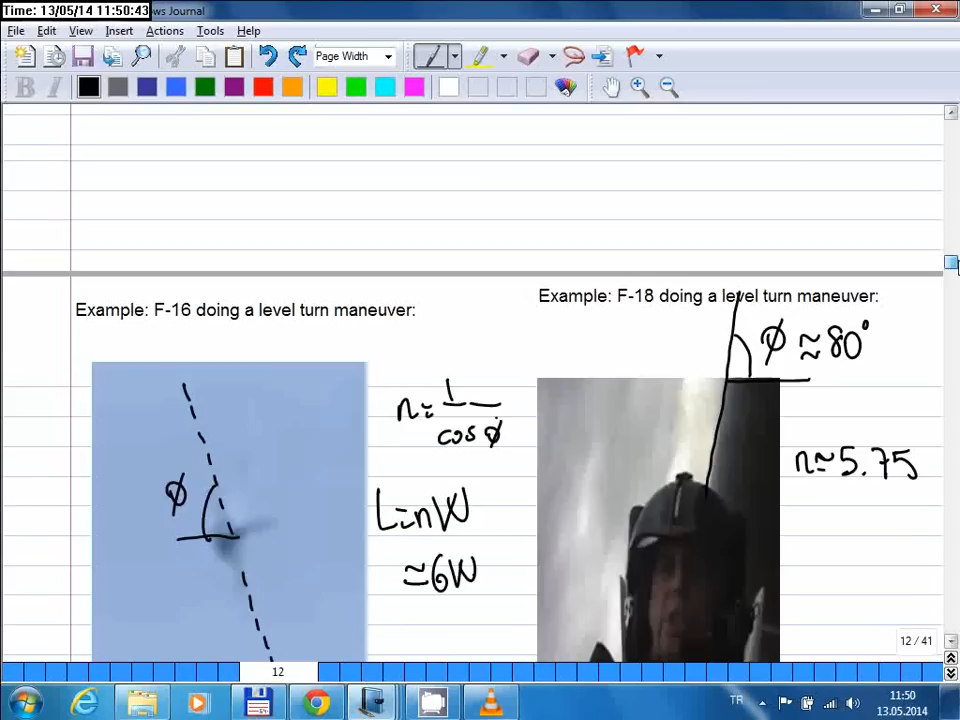 Time: 13/05/14 11:50:43
ows Journal
File Edit View Insert Actions Tools Help
Page Width
B I
Example: F-16 doing a level turn maneuver:
Example: F-18 doing a level turn maneuver:
ϕ ≈ 80°
n = 1 / cos ϕ
n ≈ 5.75
ϕ
L = nW
≃ 6W
12 / 41
12
TR
11:50
13.05.2014